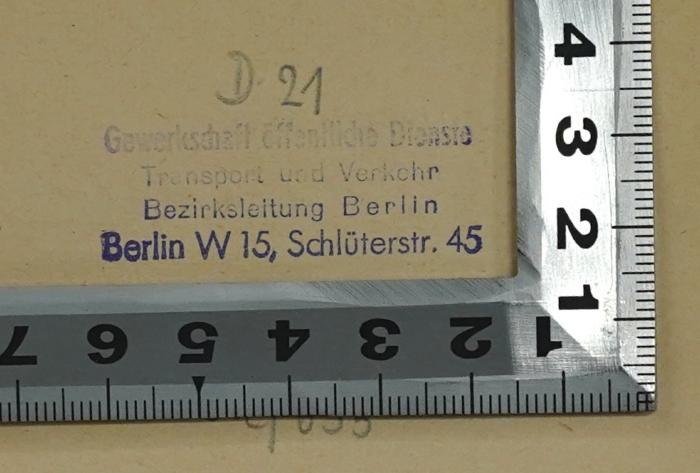 D 21
Gewerkschaft öffentliche Dienste
Transport und Verkehr
Bezirksleitung Berlin
Berlin W 15, Schlüterstr. 45
4
3
2
1
7 6 5 4 3 2 1